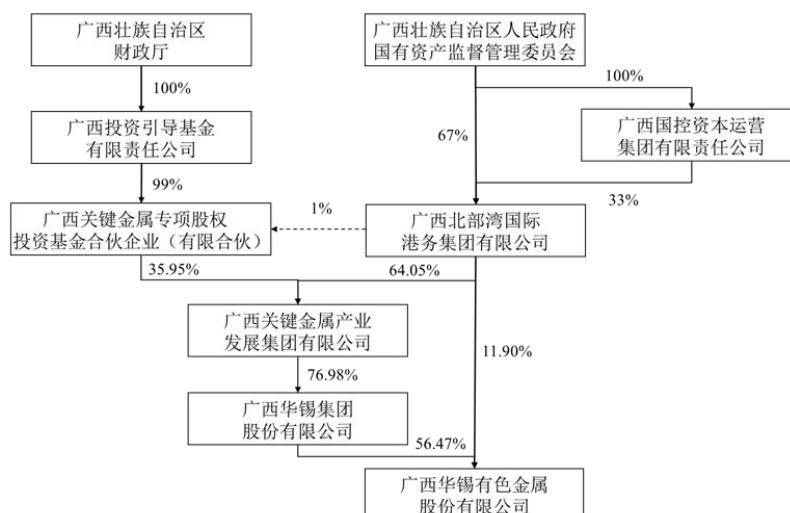 广西壮族自治区
财政厅
广西壮族自治区人民政府
国有资产监督管理委员会
100%
100%
广西投资引导基金
有限责任公司
67%
广西国控资本运营
集团有限责任公司
99%
33%
广西关键金属专项股权
投资基金合伙企业（有限合伙）
1%
广西北部湾国际
港务集团有限公司
35.95%
64.05%
广西关键金属产业
发展集团有限公司
11.90%
76.98%
广西华锡集团
股份有限公司
56.47%
广西华锡有色金属
股份有限公司